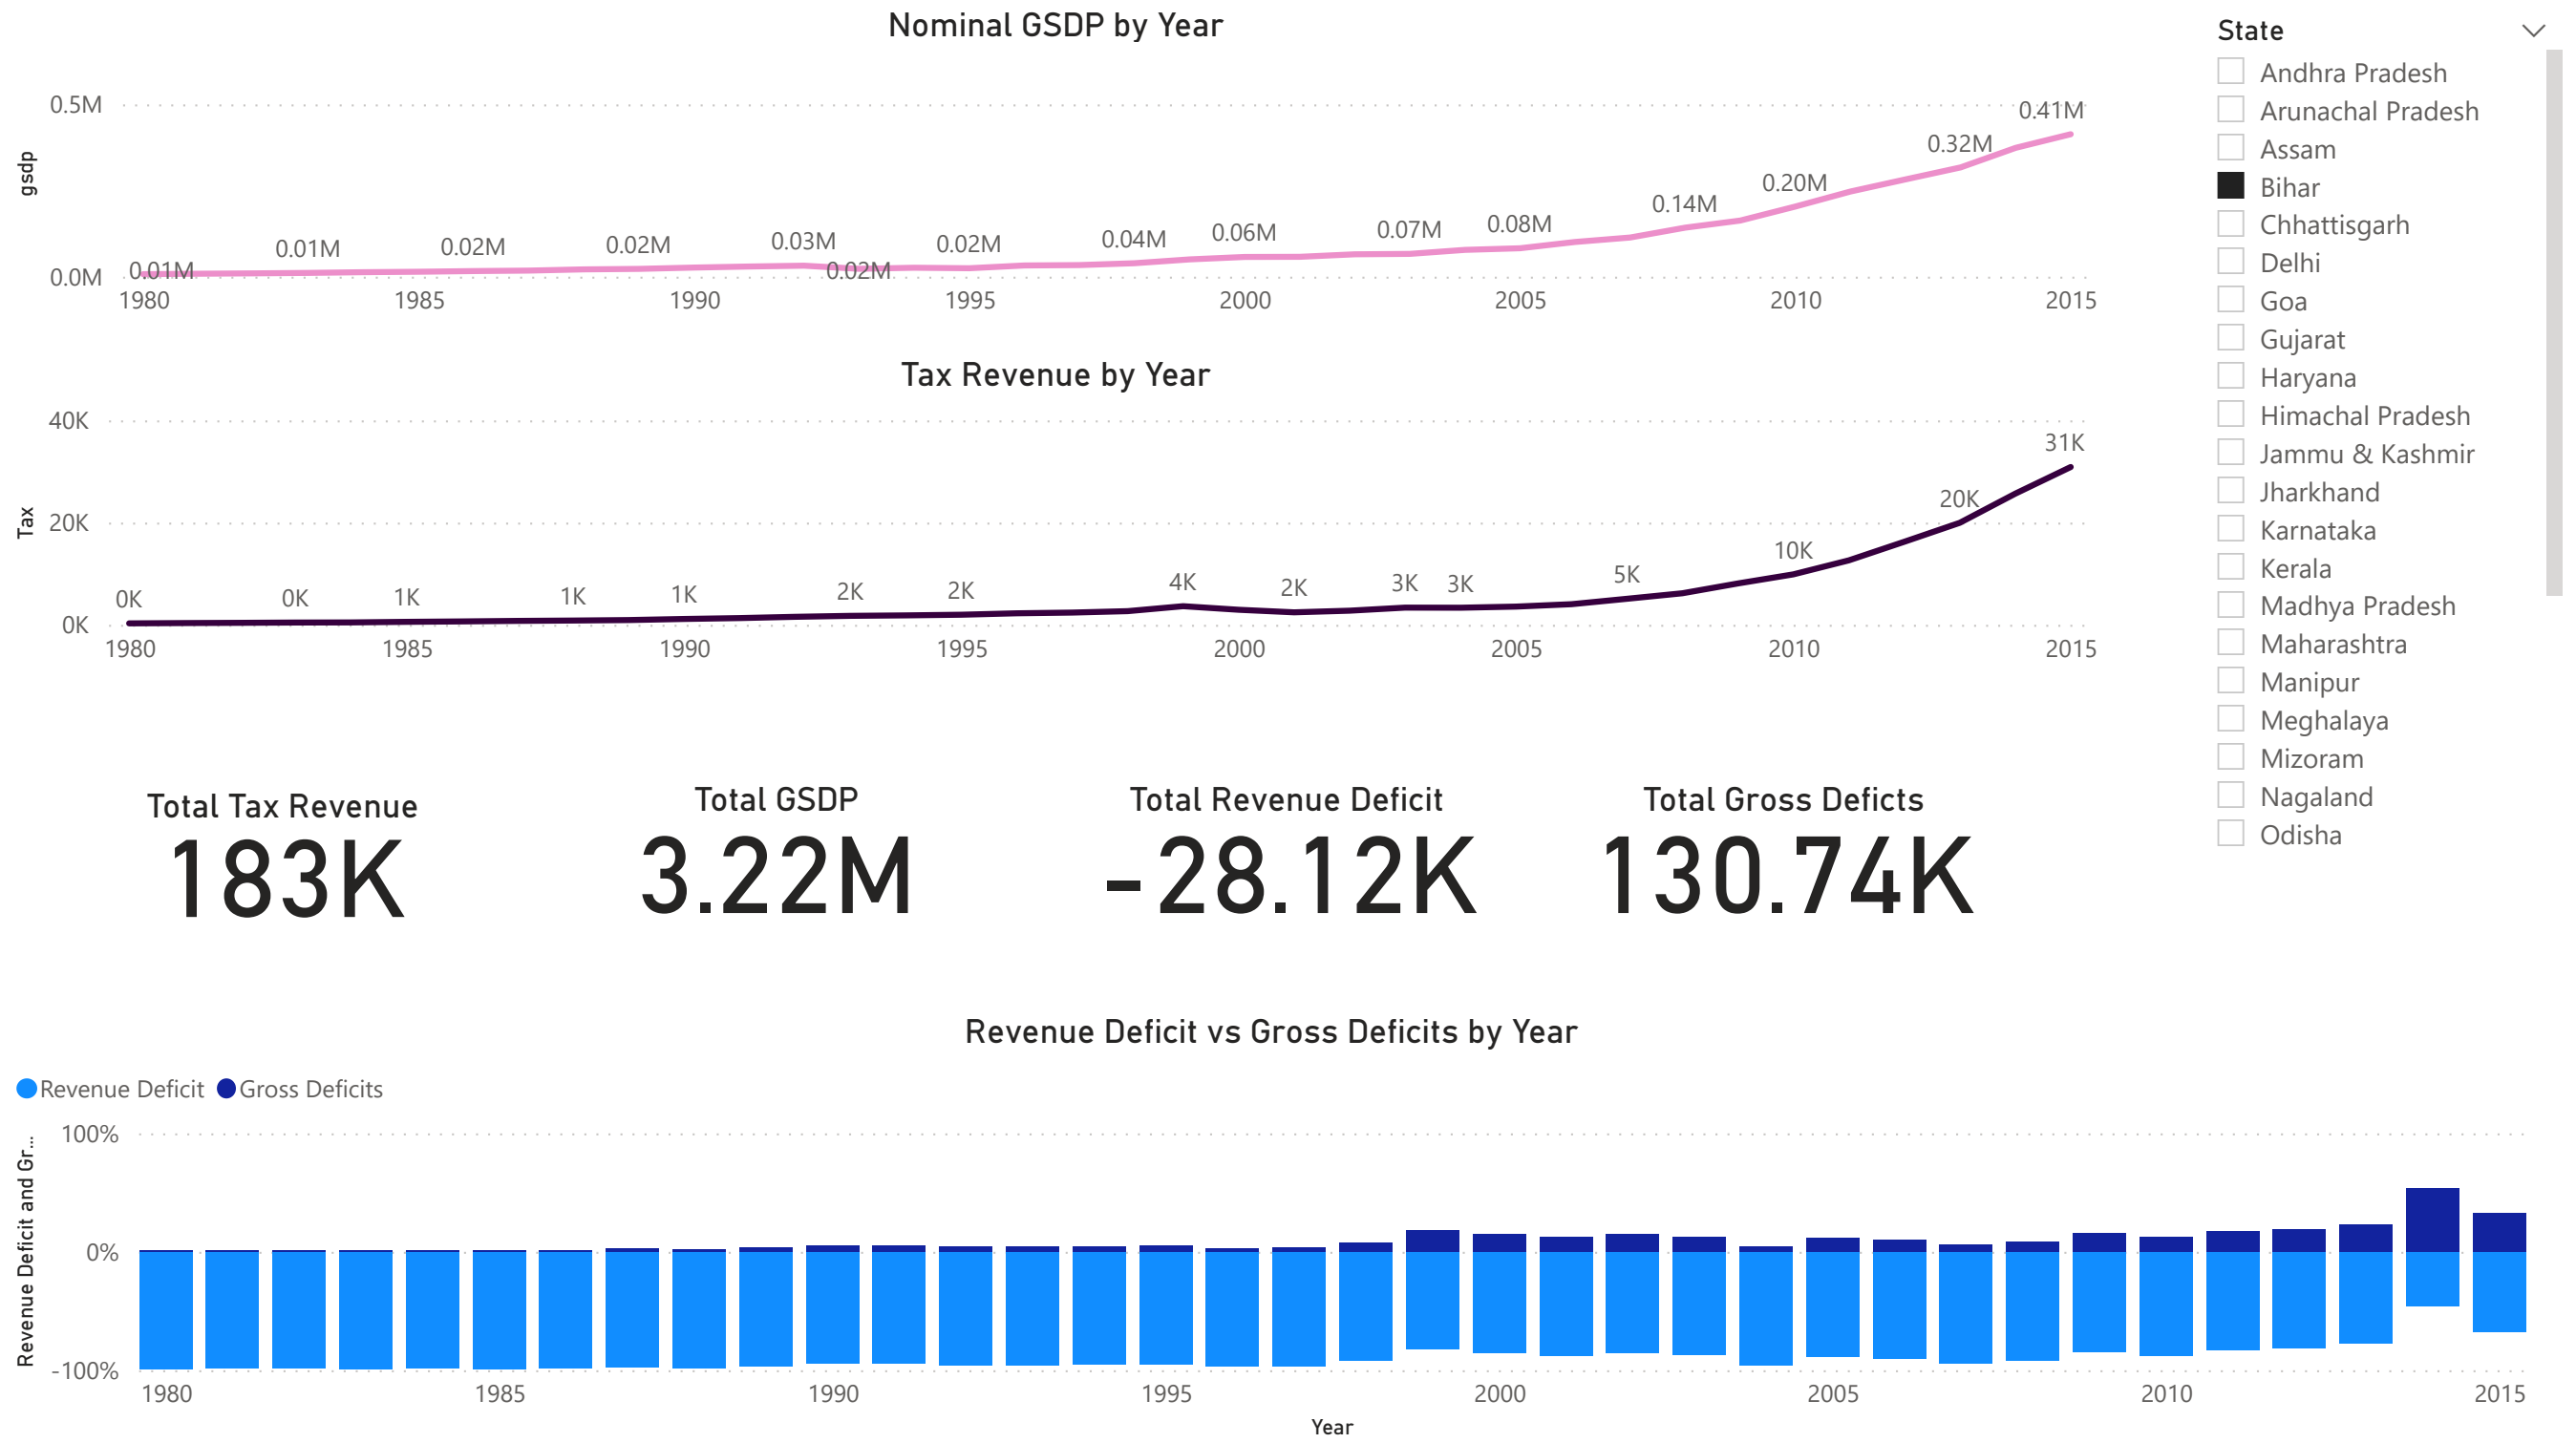 Nominal GSDP by Year
gsdp
0.5M
0.0M
0.01M
0.01M
0.02M
0.02M
0.03M
0.02M
0.02M
0.04M
0.06M
0.07M
0.08M
0.14M
0.20M
0.32M
0.41M
1980 1985 1990 1995 2000 2005 2010 2015
Tax Revenue by Year
Tax
40K
20K
0K
0K 0K 1K 1K 1K 2K 2K 4K 2K 3K 3K 5K 10K 20K 31K
1980 1985 1990 1995 2000 2005 2010 2015
State
Andhra Pradesh
Arunachal Pradesh
Assam
Bihar
Chhattisgarh
Delhi
Goa
Gujarat
Haryana
Himachal Pradesh
Jammu & Kashmir
Jharkhand
Karnataka
Kerala
Madhya Pradesh
Maharashtra
Manipur
Meghalaya
Mizoram
Nagaland
Odisha
Total Tax Revenue
183K
Total GSDP
3.22M
Total Revenue Deficit
-28.12K
Total Gross Deficts
130.74K
Revenue Deficit vs Gross Deficits by Year
Revenue Deficit Gross Deficits
Revenue Deficit and Gr...
100%
0%
-100%
1980 1985 1990 1995 2000 2005 2010 2015
Year